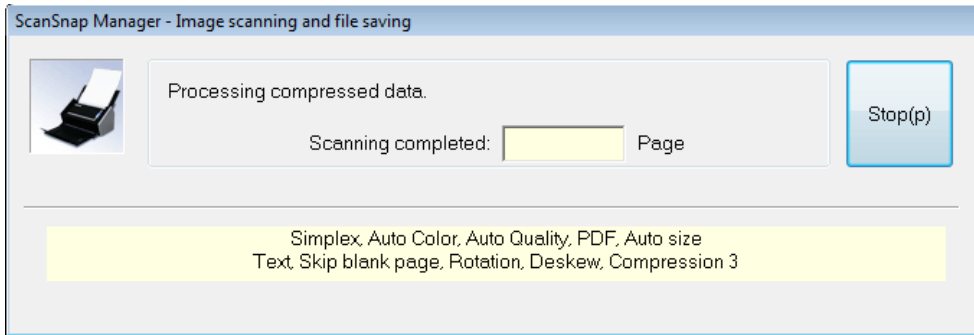 ScanSnap Manager - Image scanning and file saving
Processing compressed data.
Scanning completed: Page
Stop(p)
Simplex, Auto Color, Auto Quality, PDF, Auto size
Text, Skip blank page, Rotation, Deskew, Compression 3